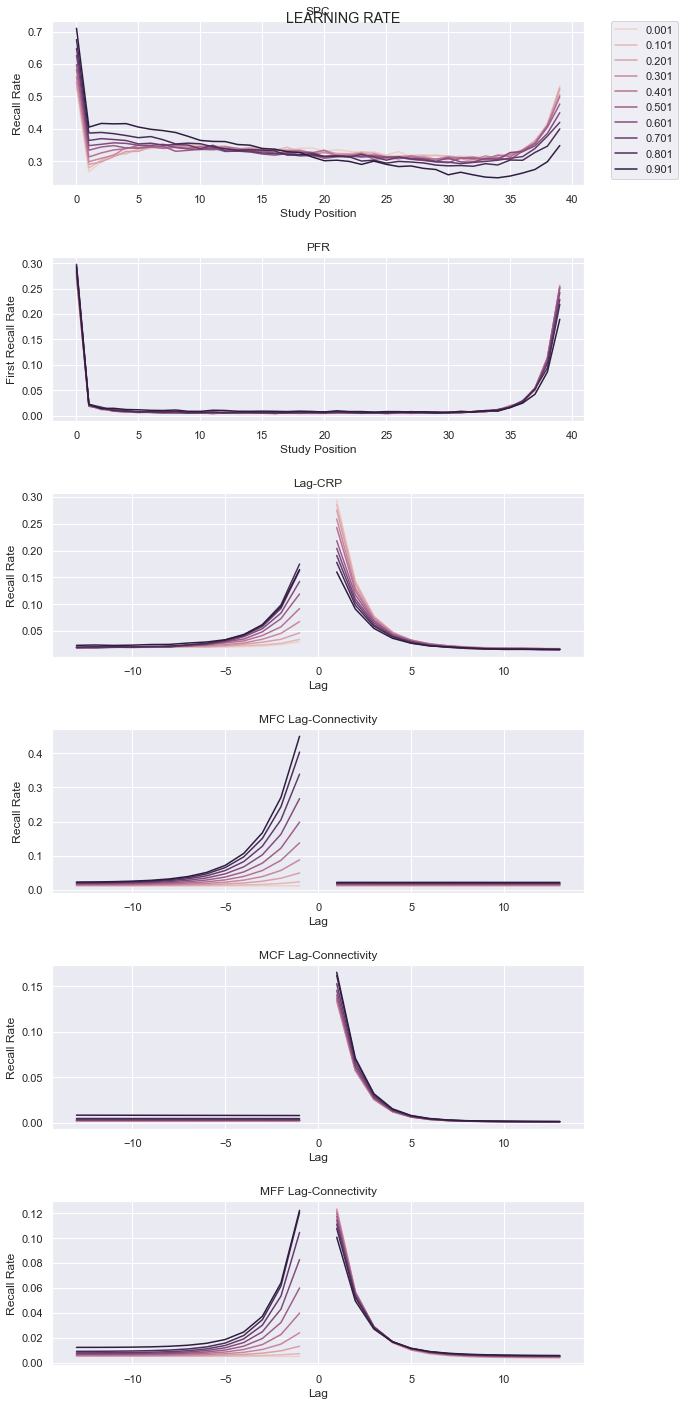 SPC
LEARNING RATE
0.7
0.6
0.5
0.4
0.3
Recall Rate
0 5 10 15 20 25 30 35 40
Study Position
0.001
0.101
0.201
0.301
0.401
0.501
0.601
0.701
0.801
0.901
PFR
0.30
0.25
0.20
0.15
0.10
0.05
0.00
First Recall Rate
0 5 10 15 20 25 30 35 40
Study Position
Lag-CRP
0.30
0.25
0.20
0.15
0.10
0.05
Recall Rate
−10 −5 0 5 10
Lag
MFC Lag-Connectivity
0.4
0.3
0.2
0.1
0.0
Recall Rate
−10 −5 0 5 10
Lag
MCF Lag-Connectivity
0.15
0.10
0.05
0.00
Recall Rate
−10 −5 0 5 10
Lag
MFF Lag-Connectivity
0.12
0.10
0.08
0.06
0.04
0.02
0.00
Recall Rate
−10 −5 0 5 10
Lag